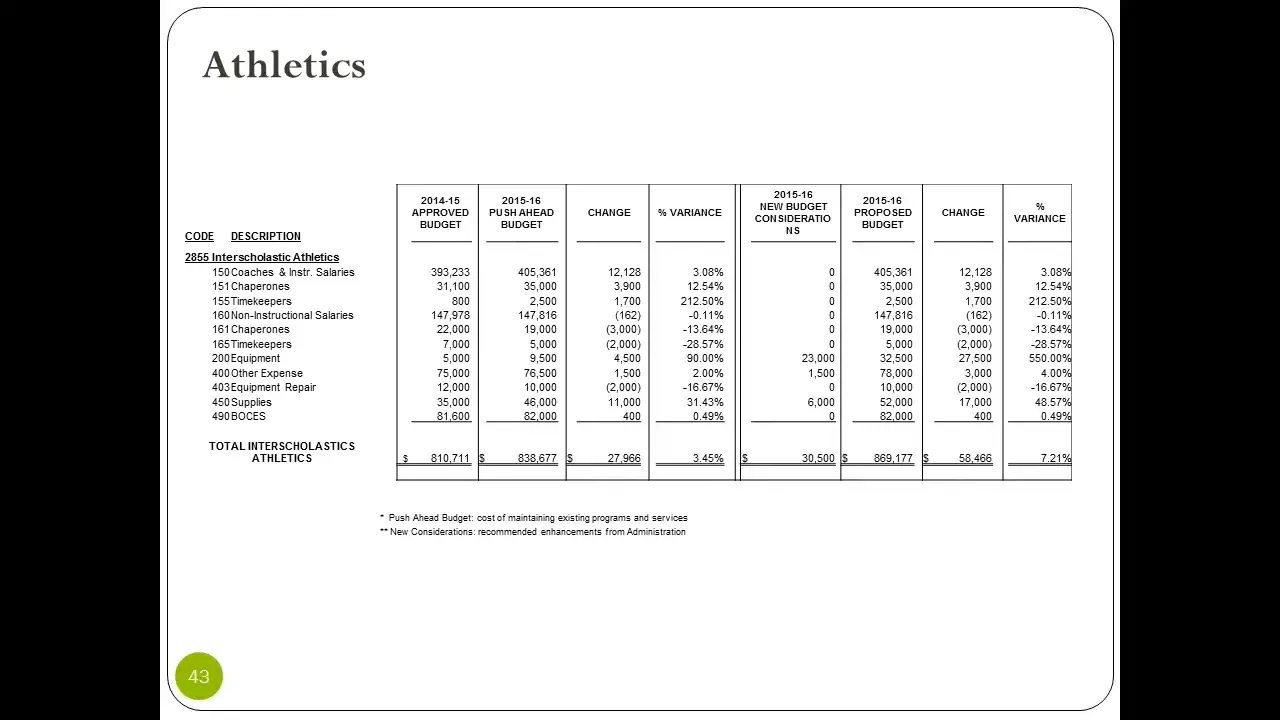 Athletics
2014-15 APPROVED BUDGET
2015-16 PUSH AHEAD BUDGET
CHANGE
% VARIANCE
2015-16 NEW BUDGET CONSIDERATIO NS
2015-16 PROPOSED BUDGET
CHANGE
% VARIANCE
CODE DESCRIPTION
2855 Interscholastic Athletics
150 Coaches & Instr. Salaries 393,233 405,361 12,128 3.08% 0 405,361 12,128 3.08%
151 Chaperones 31,100 35,000 3,900 12.54% 0 35,000 3,900 12.54%
155 Timekeepers 800 2,500 1,700 212.50% 0 2,500 1,700 212.50%
160 Non-Instructional Salaries 147,978 147,816 (162) -0.11% 0 147,816 (162) -0.11%
161 Chaperones 22,000 19,000 (3,000) -13.64% 0 19,000 (3,000) -13.64%
165 Timekeepers 7,000 5,000 (2,000) -28.57% 0 5,000 (2,000) -28.57%
200 Equipment 5,000 9,500 4,500 90.00% 23,000 32,500 27,500 550.00%
400 Other Expense 75,000 76,500 1,500 2.00% 1,500 78,000 3,000 4.00%
403 Equipment Repair 12,000 10,000 (2,000) -16.67% 0 10,000 (2,000) -16.67%
450 Supplies 35,000 46,000 11,000 31.43% 6,000 52,000 17,000 48.57%
490 BOCES 81,600 82,000 400 0.49% 0 82,000 400 0.49%
TOTAL INTERSCHOLASTICS
ATHLETICS $ 810,711 $ 838,677 $ 27,966 3.45% $ 30,500 $ 869,177 $ 58,466 7.21%
* Push Ahead Budget: cost of maintaining existing programs and services
** New Considerations: recommended enhancements from Administration
43